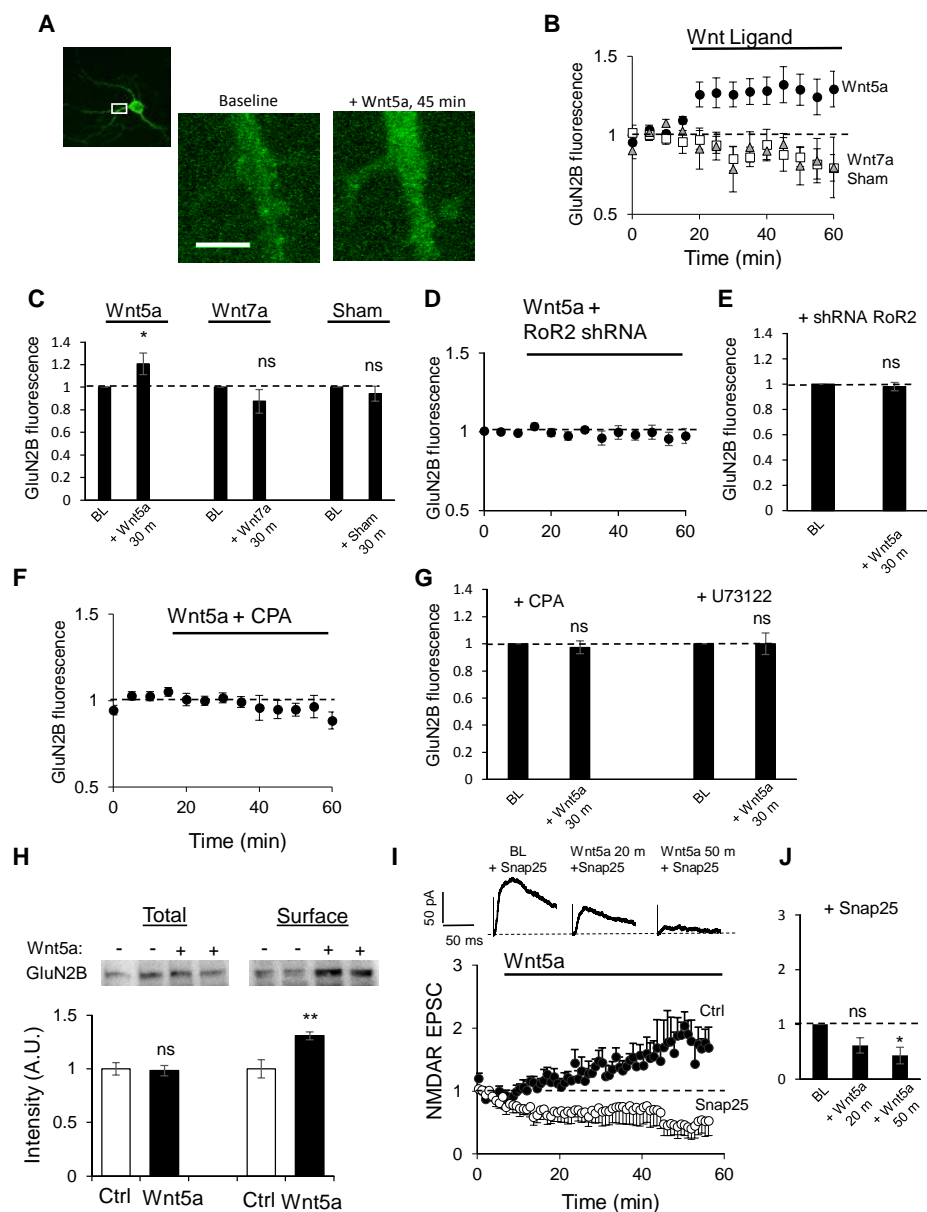 A
Baseline
+ Wnt5a, 45 min
B
Wnt Ligand
GluN2B fluorescence
1.5
1
0.5
Wnt5a
Wnt7a
Sham
0 20 40 60
Time (min)
C
Wnt5a Wnt7a Sham
GluN2B fluorescence
1.4
1.2
1
0.8
0.6
0.4
0.2
0
* ns ns
BL
+ Wnt5a
30 m
BL
+ Wnt7a
30 m
BL
+ Sham
30 m
D
Wnt5a +
RoR2 shRNA
GluN2B fluorescence
1.5
1
0.5
0 20 40 60
Time (min)
E
+ shRNA RoR2
GluN2B fluorescence
1.4
1.2
1
0.8
0.6
0.4
0.2
0
ns
BL
+ Wnt5a
30 m
F
Wnt5a + CPA
GluN2B fluorescence
1.5
1
0.5
0 20 40 60
Time (min)
G
+ CPA + U73122
GluN2B fluorescence
1.4
1.2
1
0.8
0.6
0.4
0.2
0
ns ns
BL
+ Wnt5a
30 m
BL
+ Wnt5a
30 m
H
Total Surface
Wnt5a: - - + + - - + +
GluN2B
Intensity (A.U.)
1.5
1
0.5
0
ns **
Ctrl Wnt5a Ctrl Wnt5a
I
BL
+ Snap25
Wnt5a 20 m
+Snap25
Wnt5a 50 m
+ Snap25
50 pA
50 ms
Wnt5a
NMDAR EPSC
3
2
1
0
Ctrl
Snap25
0 20 40 60
Time (min)
J
+ Snap25
3
2
1
0
ns
*
BL
+ Wnt5a
20 m
+ Wnt5a
50 m